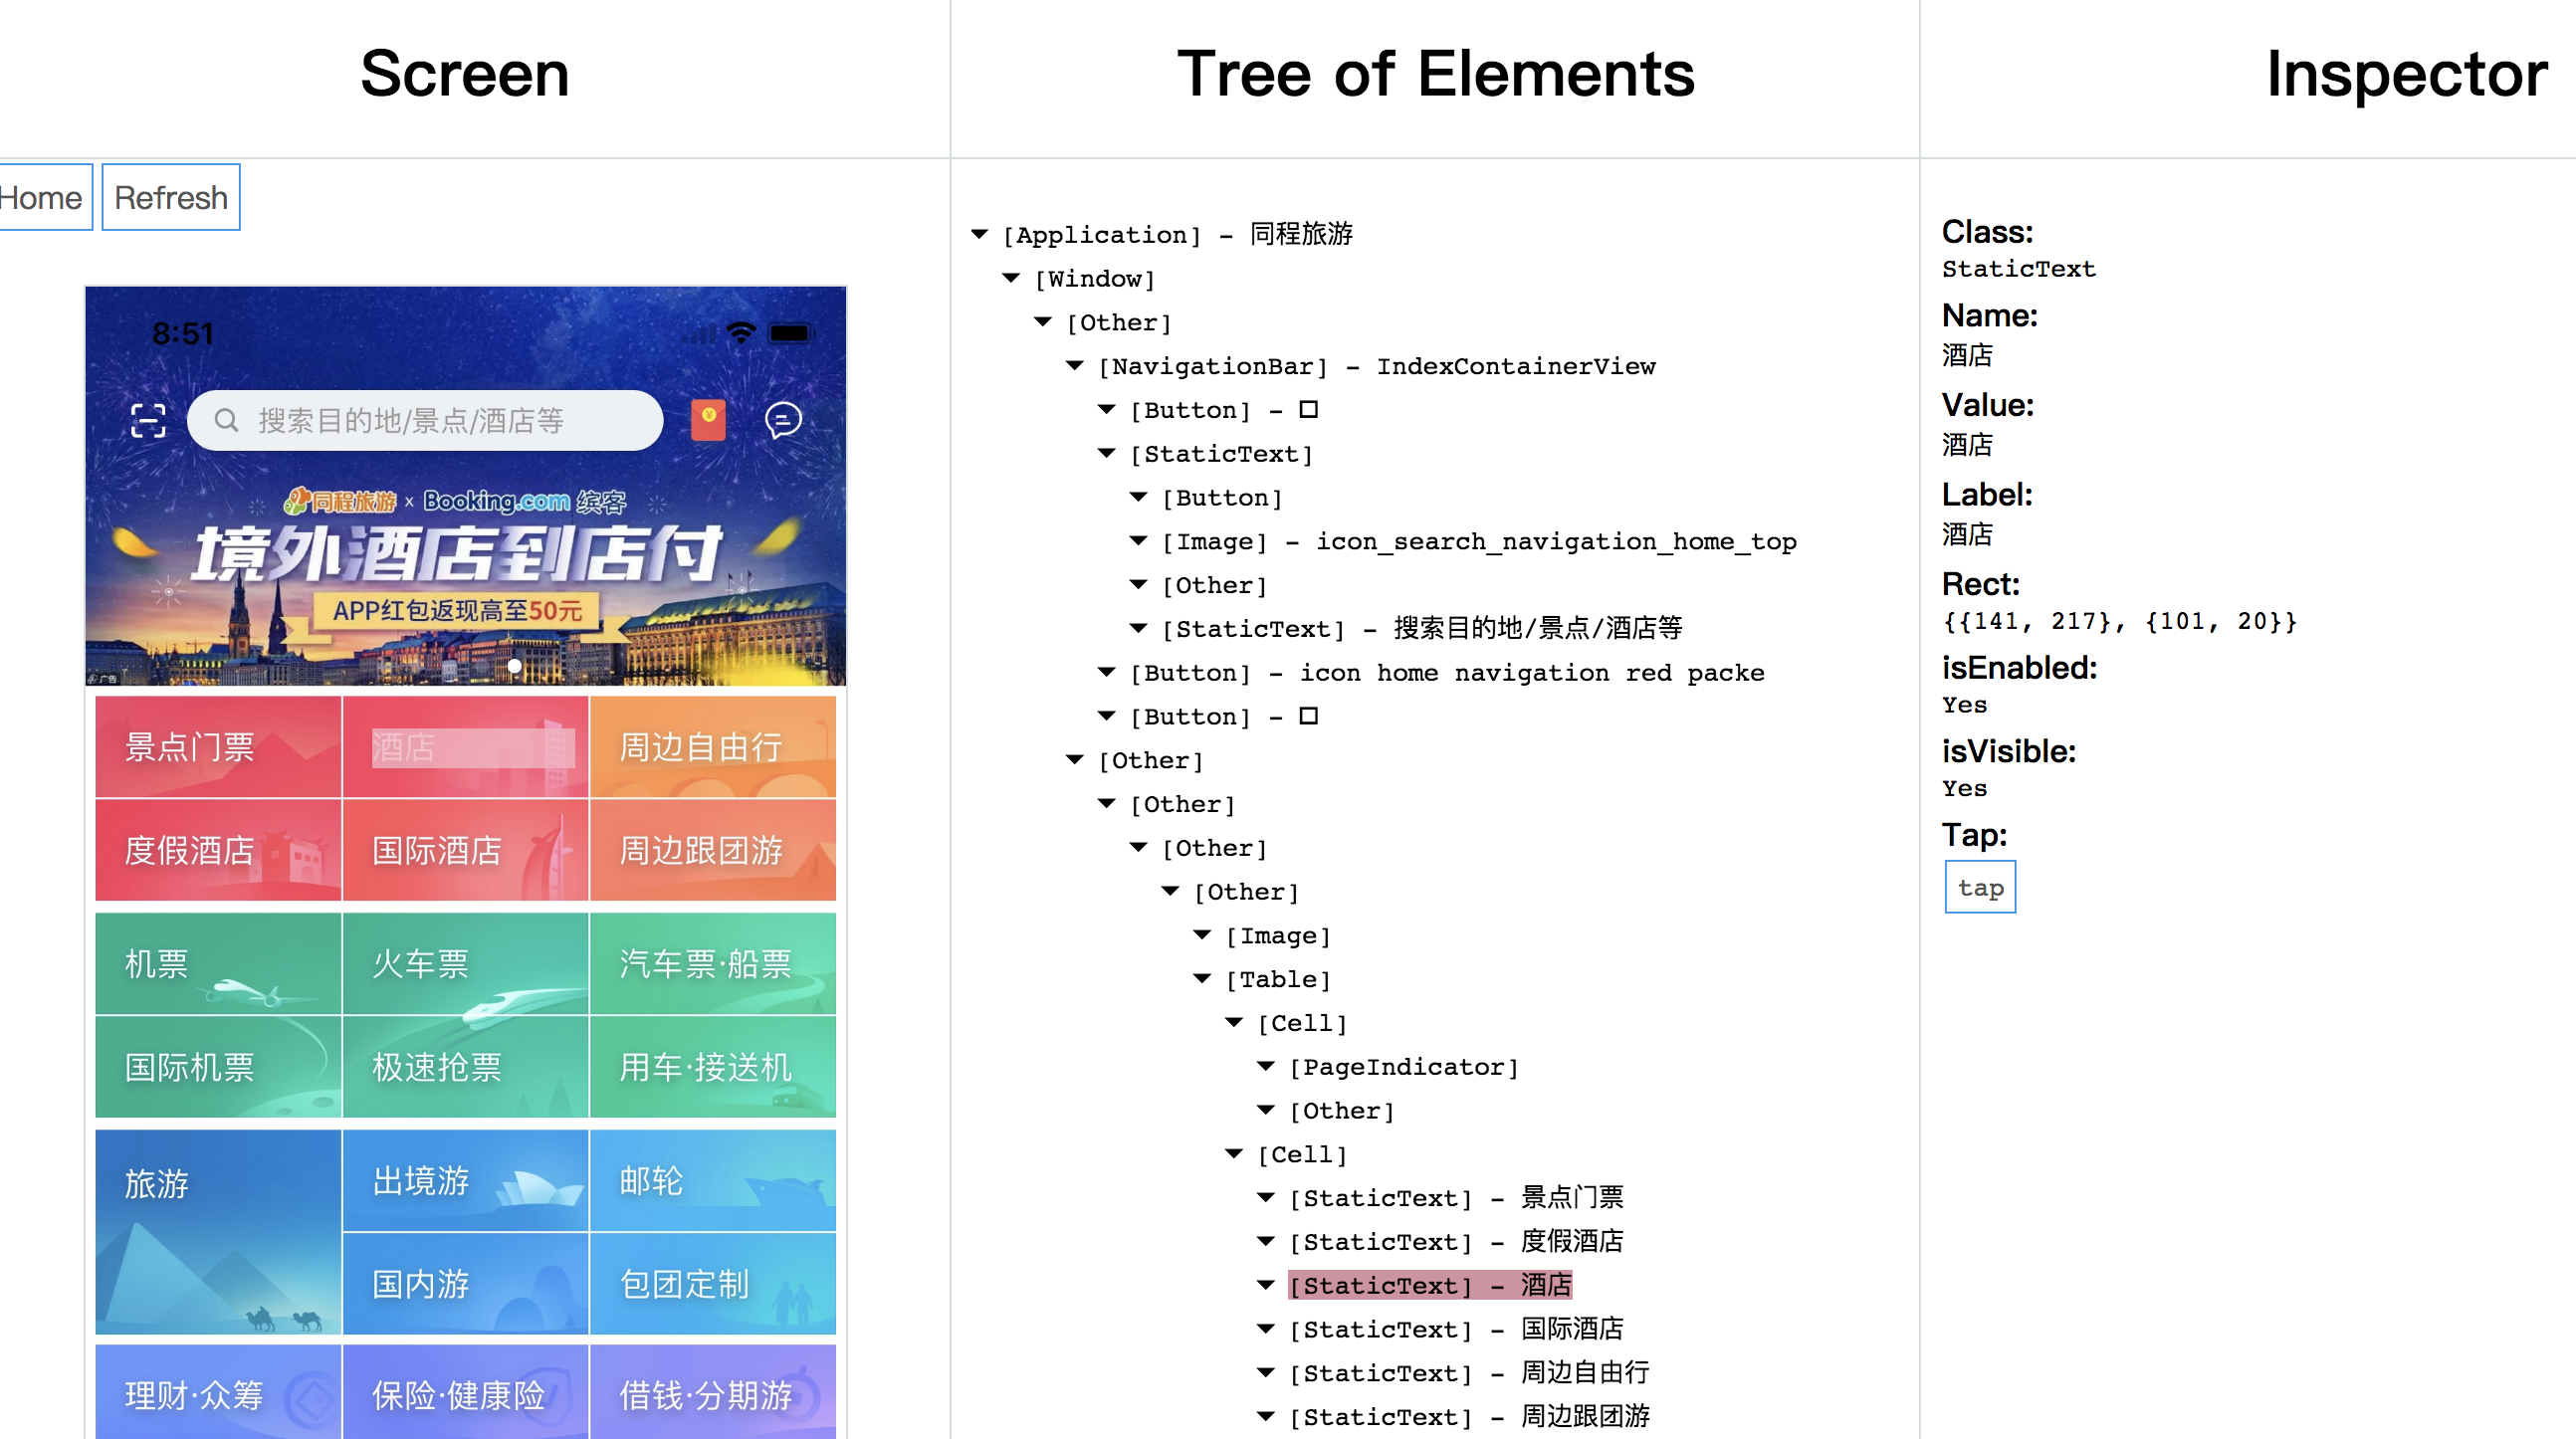 Screen
Tree of Elements
Inspector
Home
Refresh
8:51
搜索目的地/景点/酒店等
同程旅游 x Booking.com 缤客
境外酒店到店付
APP红包返现高至50元
广告
景点门票
酒店
周边自由行
度假酒店
国际酒店
周边跟团游
机票
火车票
汽车票·船票
国际机票
极速抢票
用车·接送机
旅游
出境游
邮轮
国内游
包团定制
理财·众筹
保险·健康险
借钱·分期游
[Application] - 同程旅游
[Window]
[Other]
[NavigationBar] - IndexContainerView
[Button] - □
[StaticText]
[Button]
[Image] - icon_search_navigation_home_top
[Other]
[StaticText] - 搜索目的地/景点/酒店等
[Button] - icon home navigation red packe
[Button] - □
[Other]
[Other]
[Other]
[Other]
[Image]
[Table]
[Cell]
[PageIndicator]
[Other]
[Cell]
[StaticText] - 景点门票
[StaticText] - 度假酒店
[StaticText] - 酒店
[StaticText] - 国际酒店
[StaticText] - 周边自由行
[StaticText] - 周边跟团游
Class:
StaticText
Name:
酒店
Value:
酒店
Label:
酒店
Rect:
{{141, 217}, {101, 20}}
isEnabled:
Yes
isVisible:
Yes
Tap:
tap